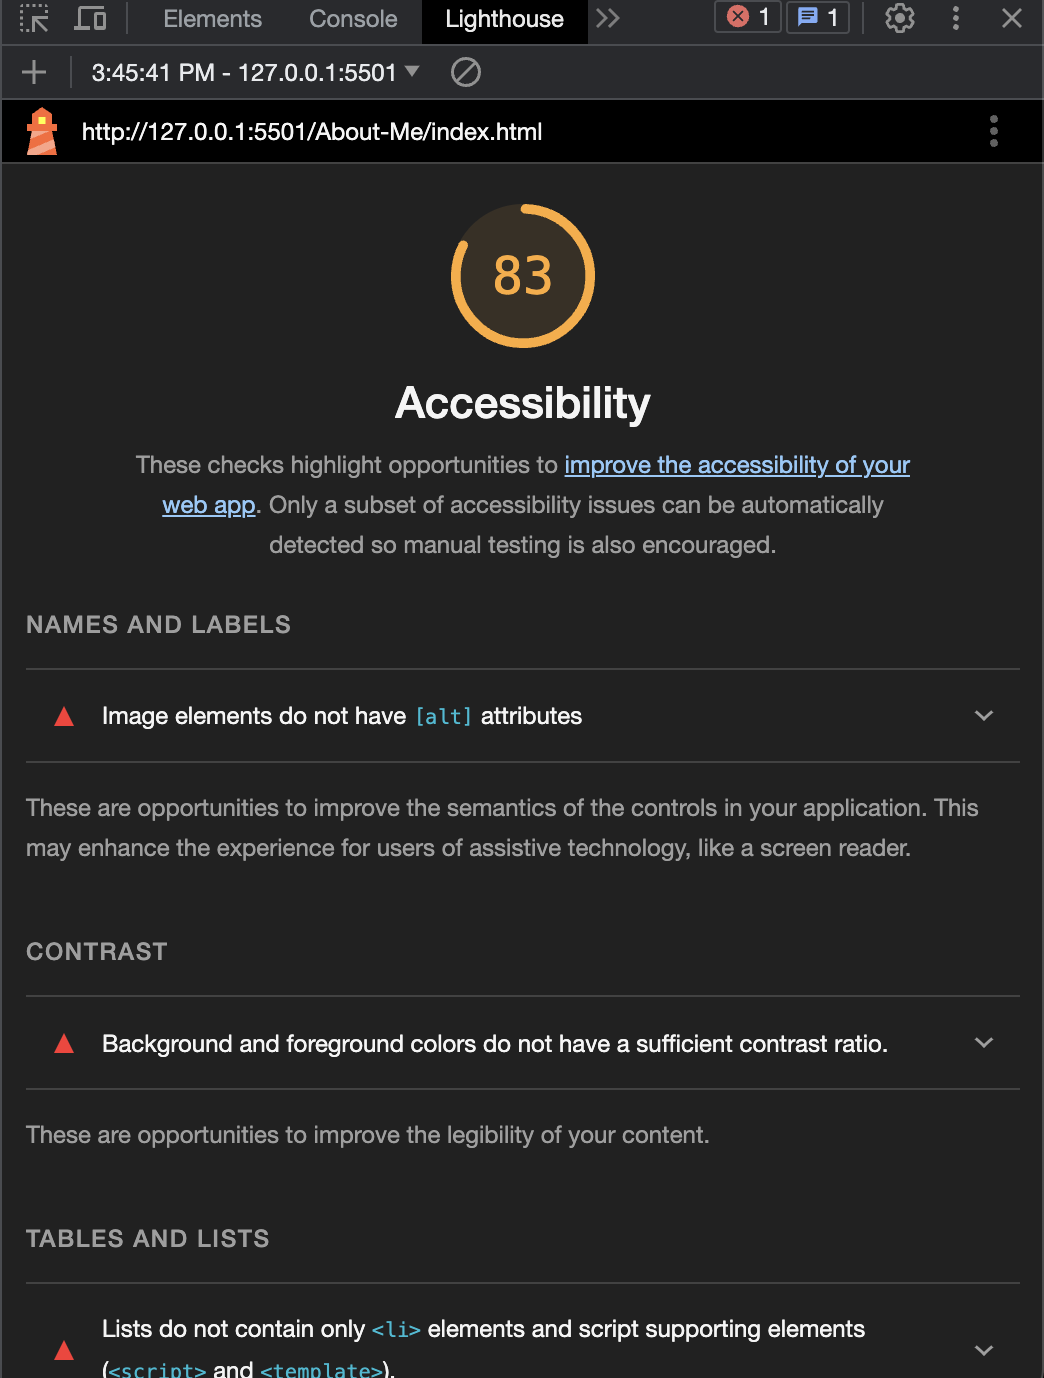 Elements Console Lighthouse 1 1
3:45:41 PM - 127.0.0.1:5501
http://127.0.0.1:5501/About-Me/index.html
83
Accessibility
These checks highlight opportunities to improve the accessibility of your
web app. Only a subset of accessibility issues can be automatically
detected so manual testing is also encouraged.
NAMES AND LABELS
Image elements do not have [alt] attributes
These are opportunities to improve the semantics of the controls in your application. This
may enhance the experience for users of assistive technology, like a screen reader.
CONTRAST
Background and foreground colors do not have a sufficient contrast ratio.
These are opportunities to improve the legibility of your content.
TABLES AND LISTS
Lists do not contain only <li> elements and script supporting elements
(<script> and <template>).